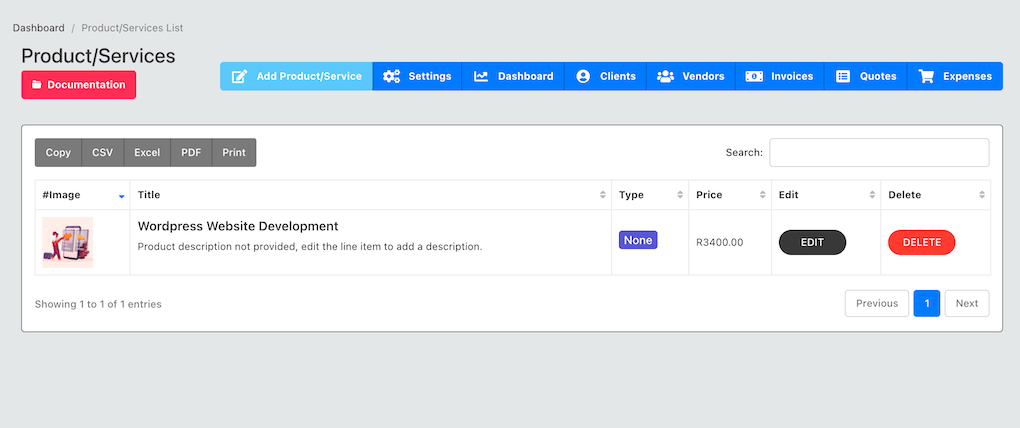 Dashboard / Product/Services List
Product/Services
Documentation
Add Product/Service Settings Dashboard Clients Vendors Invoices Quotes Expenses
Copy CSV Excel PDF Print Search:
#Image Title Type Price Edit Delete
Wordpress Website Development
Product description not provided, edit the line item to add a description.
None R3400.00 EDIT DELETE
Showing 1 to 1 of 1 entries Previous 1 Next